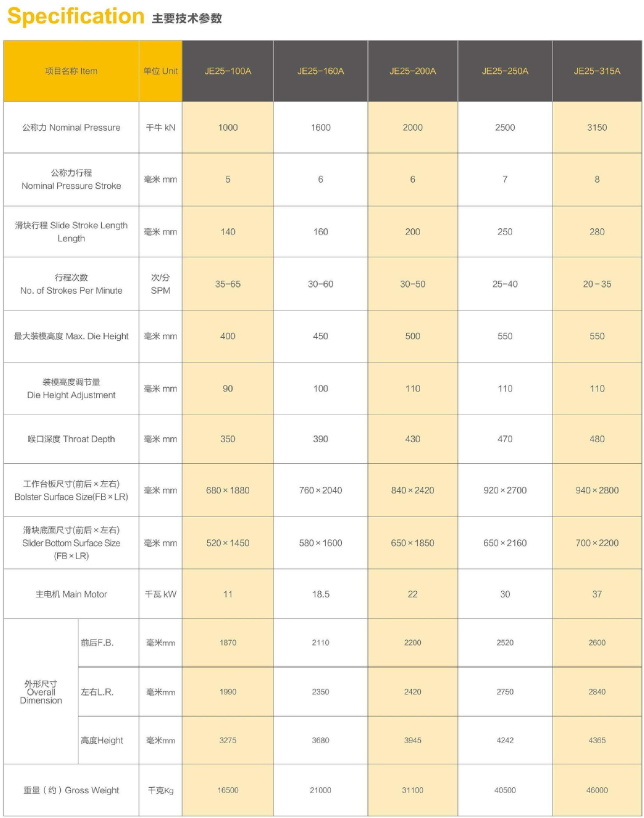 Specification 主要技术参数
项目名称 Item 单位 Unit JE25-100A JE25-160A JE25-200A JE25-250A JE25-315A
公称力 Nominal Pressure 千牛 kN 1000 1600 2000 2500 3150
公称力行程
Nominal Pressure Stroke 毫米 mm 5 6 6 7 8
滑块行程 Slide Stroke Length
Length 毫米 mm 140 160 200 250 280
行程次数 次/分
No. of Strokes Per Minute SPM 35-65 30-60 30-50 25-40 20-35
最大装模高度 Max. Die Height 毫米 mm 400 450 500 550 550
装模高度调节量
Die Height Adjustment 毫米 mm 90 100 110 110 110
喉口深度 Throat Depth 毫米 mm 350 390 430 470 480
工作台板尺寸(前后×左右)
Bolster Surface Size(FB×LR) 毫米 mm 680×1880 760×2040 840×2420 920×2700 940×2800
滑块底面尺寸(前后×左右)
Slider Bottom Surface Size
(FB×LR) 毫米 mm 520×1450 580×1600 650×1850 650×2160 700×2200
主电机 Main Motor 千瓦 kW 11 18.5 22 30 37
外形尺寸
Overall
Dimension
前后F.B. 毫米mm 1870 2110 2200 2520 2600
左右L.R. 毫米mm 1990 2350 2420 2750 2840
高度Height 毫米mm 3275 3680 3945 4242 4365
重量（约）Gross Weight 千克Kg 16500 21000 31100 40500 46000